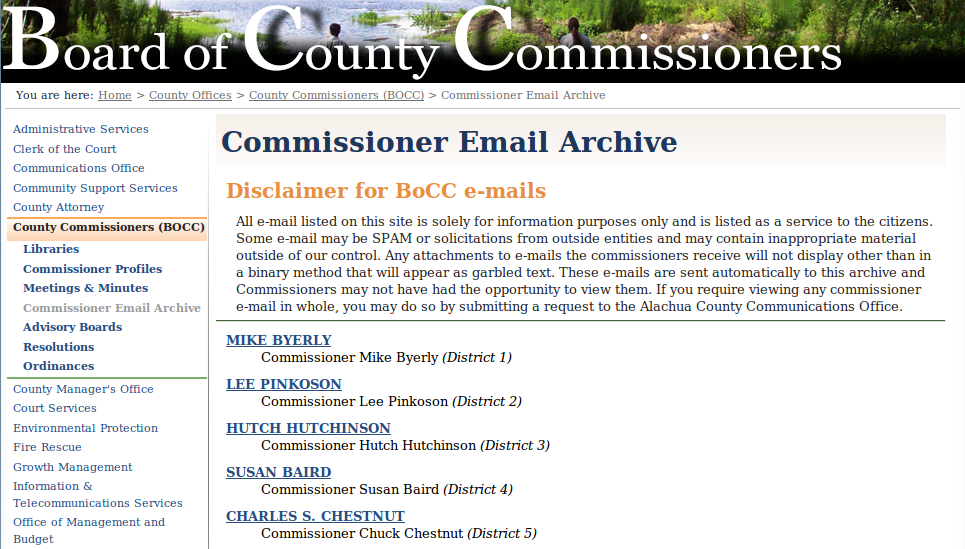 Board of County Commissioners
You are here: Home > County Offices > County Commissioners (BOCC) > Commissioner Email Archive
Administrative Services
Clerk of the Court
Communications Office
Community Support Services
County Attorney
County Commissioners (BOCC)
Libraries
Commissioner Profiles
Meetings & Minutes
Commissioner Email Archive
Advisory Boards
Resolutions
Ordinances
County Manager's Office
Court Services
Environmental Protection
Fire Rescue
Growth Management
Information &
Telecommunications Services
Office of Management and
Budget
Commissioner Email Archive
Disclaimer for BoCC e-mails
All e-mail listed on this site is solely for information purposes only and is listed as a service to the citizens.
Some e-mail may be SPAM or solicitations from outside entities and may contain inappropriate material
outside of our control. Any attachments to e-mails the commissioners receive will not display other than in
a binary method that will appear as garbled text. These e-mails are sent automatically to this archive and
Commissioners may not have had the opportunity to view them. If you require viewing any commissioner
e-mail in whole, you may do so by submitting a request to the Alachua County Communications Office.
MIKE BYERLY
Commissioner Mike Byerly (District 1)
LEE PINKOSON
Commissioner Lee Pinkoson (District 2)
HUTCH HUTCHINSON
Commissioner Hutch Hutchinson (District 3)
SUSAN BAIRD
Commissioner Susan Baird (District 4)
CHARLES S. CHESTNUT
Commissioner Chuck Chestnut (District 5)